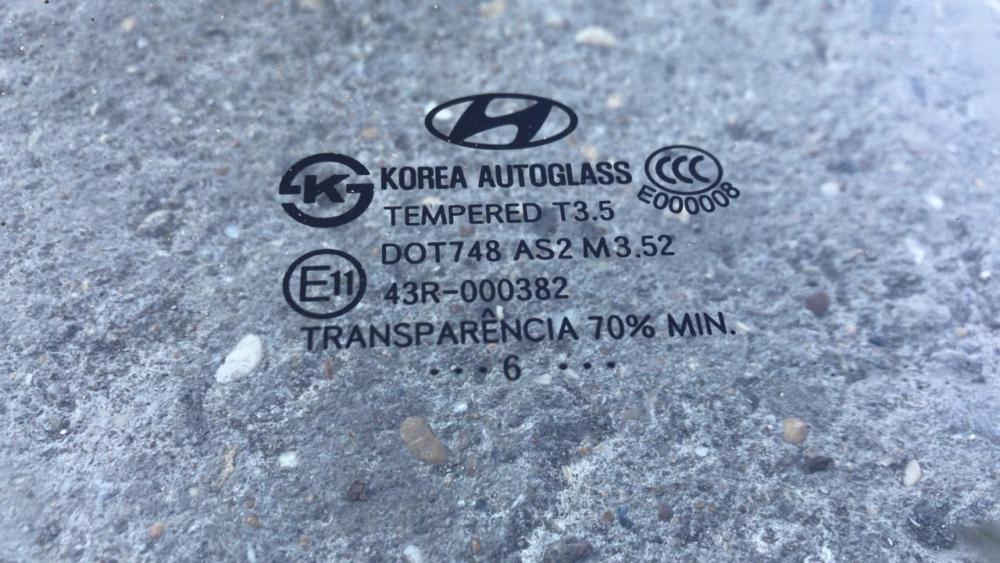 KOREA AUTOGLASS
CCC
E000008
K
TEMPERED T3.5
DOT748 AS2 M3.52
E11
43R-000382
TRANSPARÊNCIA 70% MIN.
• • • 6 • • •